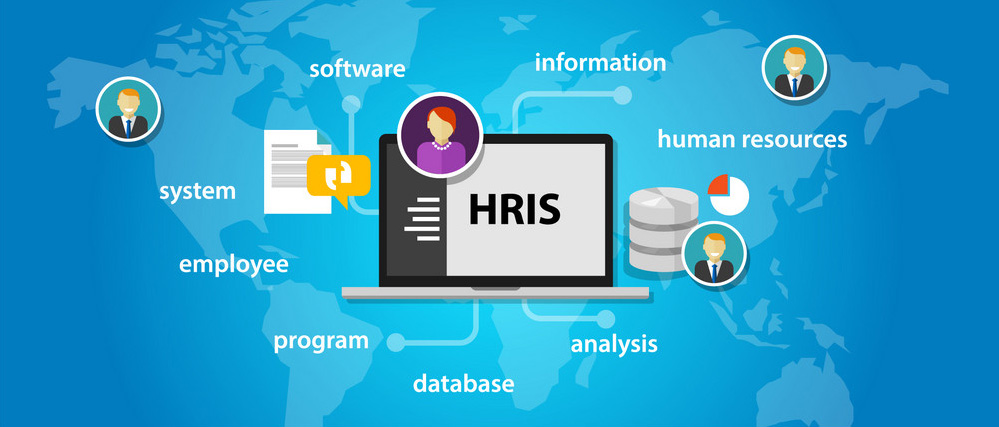 software
information
human resources
system
HRIS
employee
program
analysis
database